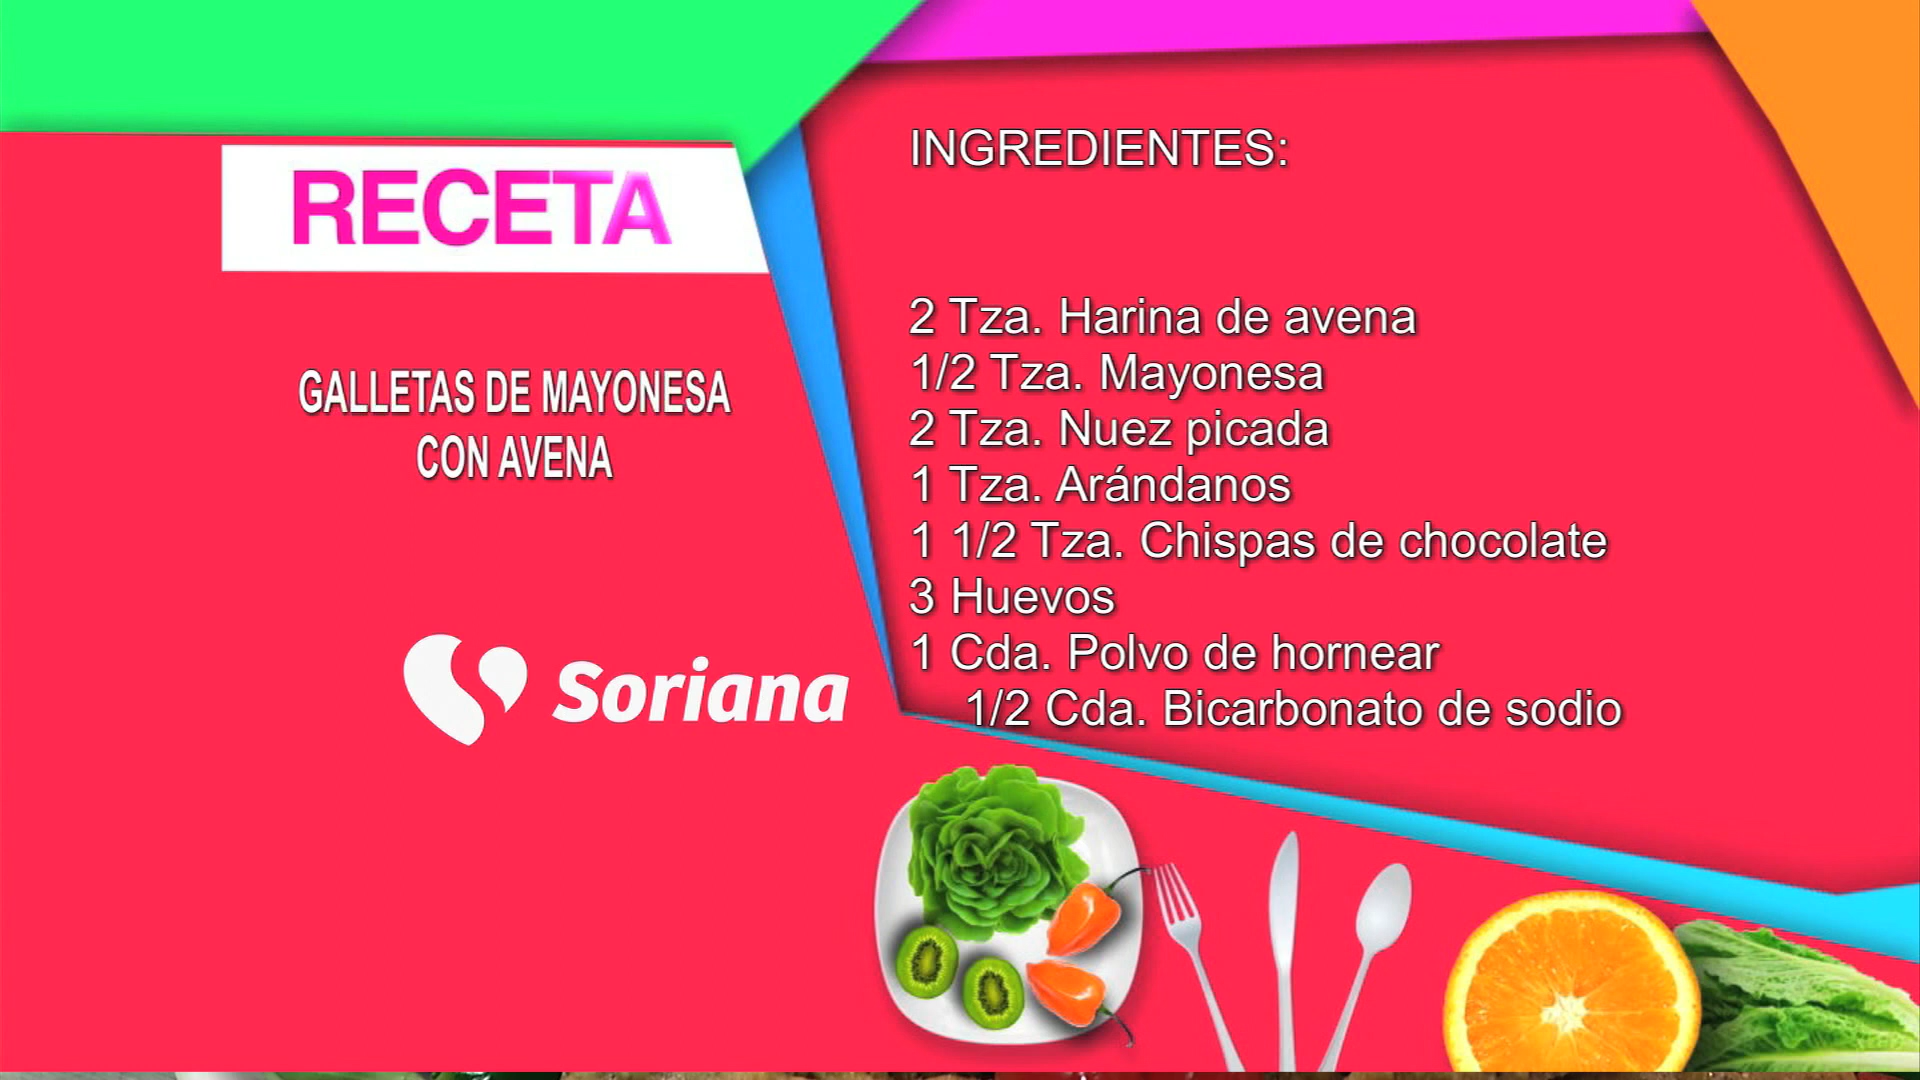 RECETA
GALLETAS DE MAYONESA
CON AVENA
Soriana
INGREDIENTES:
2 Tza. Harina de avena
1/2 Tza. Mayonesa
2 Tza. Nuez picada
1 Tza. Arándanos
1 1/2 Tza. Chispas de chocolate
3 Huevos
1 Cda. Polvo de hornear
1/2 Cda. Bicarbonato de sodio